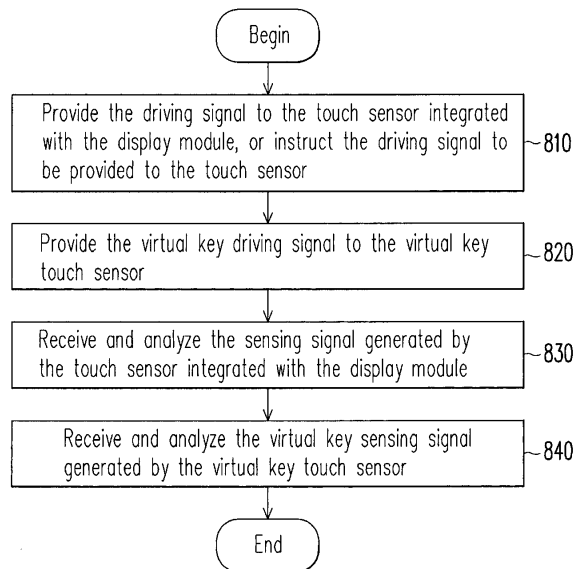 Begin
Provide the driving signal to the touch sensor integrated
with the display module, or instruct the driving signal to
be provided to the touch sensor
810
Provide the virtual key driving signal to the virtual key
touch sensor
820
Receive and analyze the sensing signal generated by
the touch sensor integrated with the display module
830
Receive and analyze the virtual key sensing signal
generated by the virtual key touch sensor
840
End